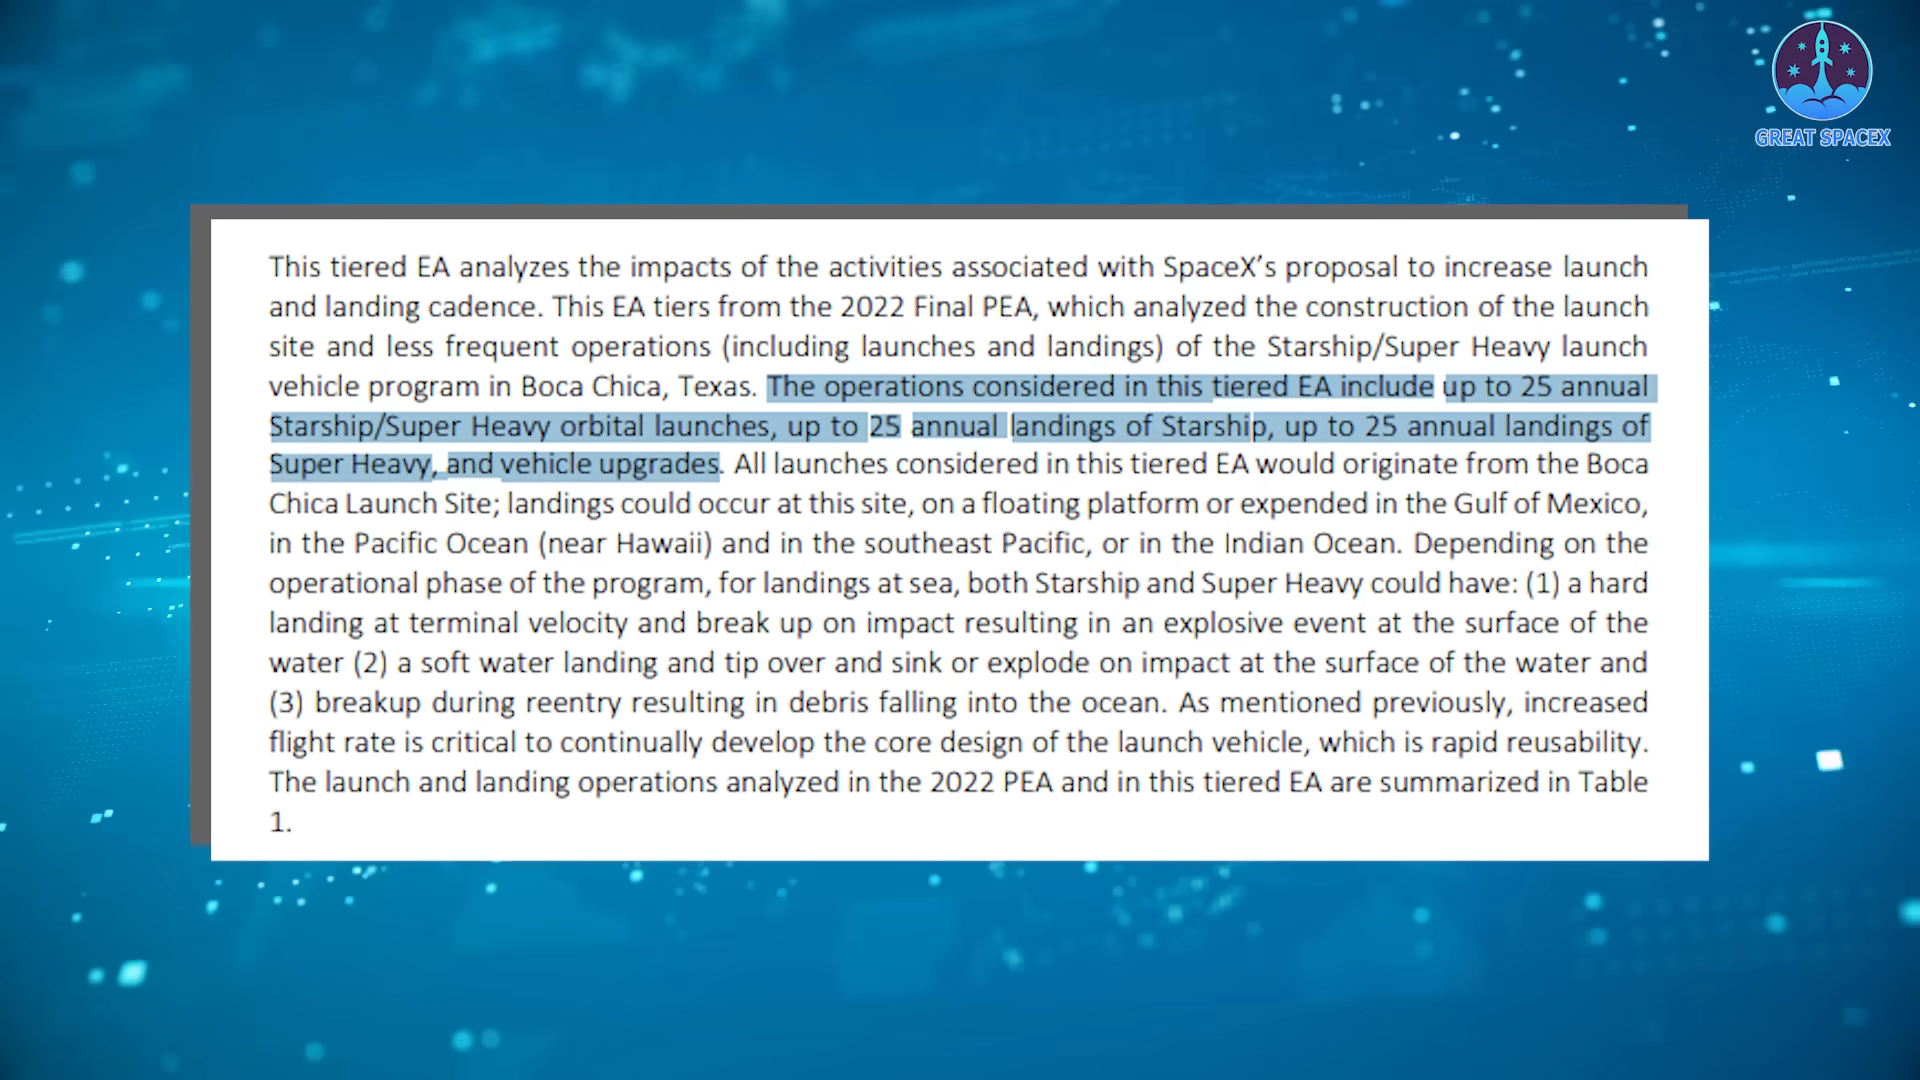 GREAT SPACEX
This tiered EA analyzes the impacts of the activities associated with SpaceX’s proposal to increase launch
and landing cadence. This EA tiers from the 2022 Final PEA, which analyzed the construction of the launch
site and less frequent operations (including launches and landings) of the Starship/Super Heavy launch
vehicle program in Boca Chica, Texas. The operations considered in this tiered EA include up to 25 annual
Starship/Super Heavy orbital launches, up to 25 annual landings of Starship, up to 25 annual landings of
Super Heavy, and vehicle upgrades. All launches considered in this tiered EA would originate from the Boca
Chica Launch Site; landings could occur at this site, on a floating platform or expended in the Gulf of Mexico,
in the Pacific Ocean (near Hawaii) and in the southeast Pacific, or in the Indian Ocean. Depending on the
operational phase of the program, for landings at sea, both Starship and Super Heavy could have: (1) a hard
landing at terminal velocity and break up on impact resulting in an explosive event at the surface of the
water (2) a soft water landing and tip over and sink or explode on impact at the surface of the water and
(3) breakup during reentry resulting in debris falling into the ocean. As mentioned previously, increased
flight rate is critical to continually develop the core design of the launch vehicle, which is rapid reusability.
The launch and landing operations analyzed in the 2022 PEA and in this tiered EA are summarized in Table
1.